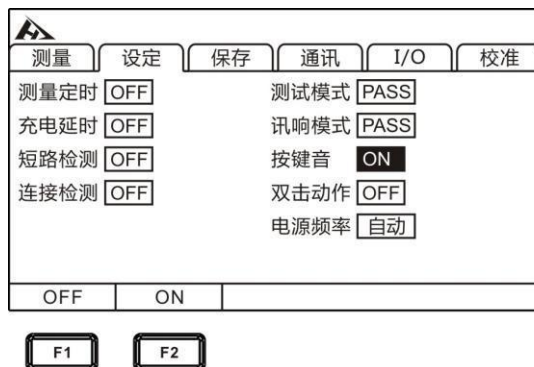 测量 设定 保存 通讯 I/O 校准
测量定时 OFF 测试模式 PASS
充电延时 OFF 讯响模式 PASS
短路检测 OFF 按键音 ON
连接检测 OFF 双击动作 OFF
电源频率 自动
OFF ON
F1 F2